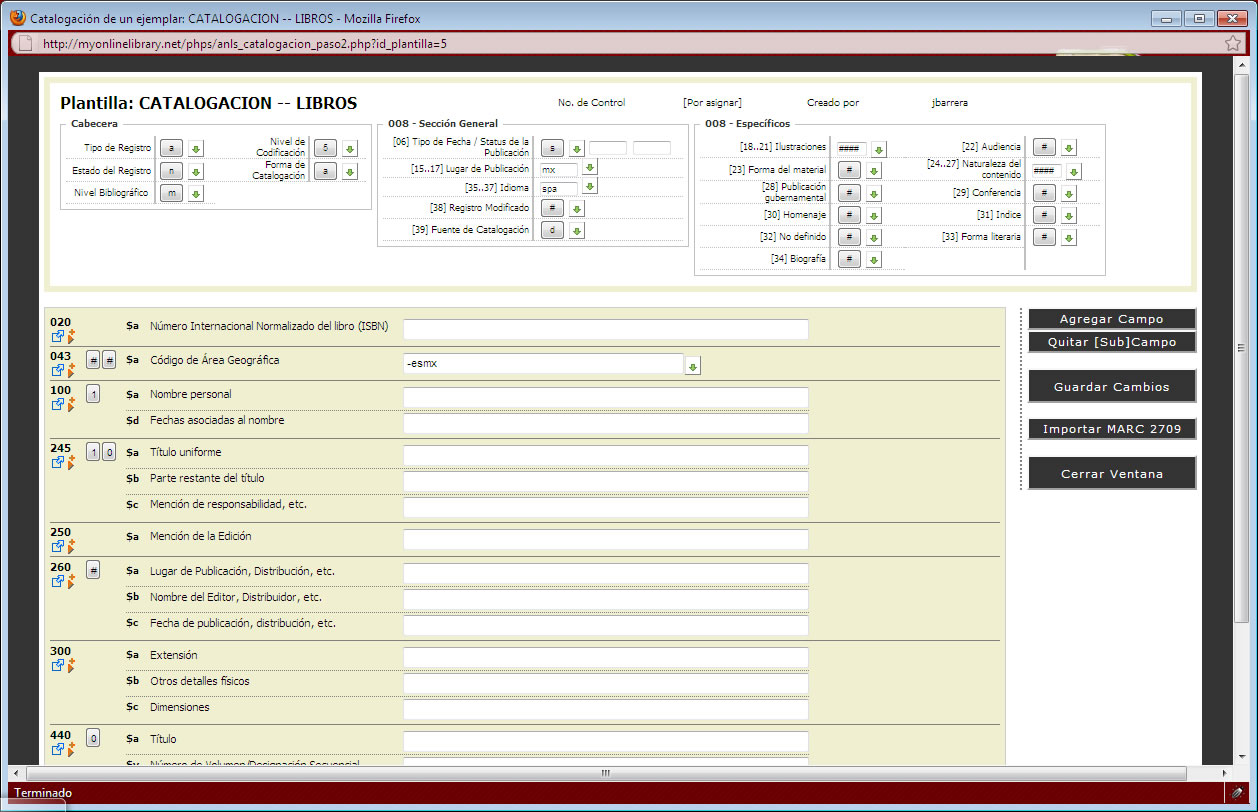 Catalogación de un ejemplar: CATALOGACION -- LIBROS - Mozilla Firefox
http://myonlinelibrary.net/phps/anls_catalogacion_paso2.php?id_plantilla=5
Plantilla: CATALOGACION -- LIBROS
No. de Control [Por asignar] Creado por jbarrera
Cabecera
Tipo de Registro a
Nivel de Codificación 5
Estado del Registro n
Forma de Catalogación a
Nivel Bibliográfico m
008 - Sección General
[06] Tipo de Fecha / Status de la Publicación s
[15..17] Lugar de Publicación mx
[35..37] Idioma spa
[38] Registro Modificado #
[39] Fuente de Catalogación d
008 - Específicos
[18..21] Ilustraciones ####
[22] Audiencia #
[23] Forma del material #
[24..27] Naturaleza del contenido ####
[28] Publicación gubernamental #
[29] Conferencia #
[30] Homenaje #
[31] Indice #
[32] No definido #
[33] Forma literaria #
[34] Biografía #
020 $a Número Internacional Normalizado del libro (ISBN)
043 # # $a Código de Área Geográfica -esmx
100 1 $a Nombre personal
$d Fechas asociadas al nombre
245 1 0 $a Título uniforme
$b Parte restante del título
$c Mención de responsabilidad, etc.
250 $a Mención de la Edición
260 # $a Lugar de Publicación, Distribución, etc.
$b Nombre del Editor, Distribuidor, etc.
$c Fecha de publicación, distribución, etc.
300 $a Extensión
$b Otros detalles físicos
$c Dimensiones
440 0 $a Título
$v Número de Volumen/Designación Secuencial
Agregar Campo
Quitar [Sub]Campo
Guardar Cambios
Importar MARC 2709
Cerrar Ventana
Terminado